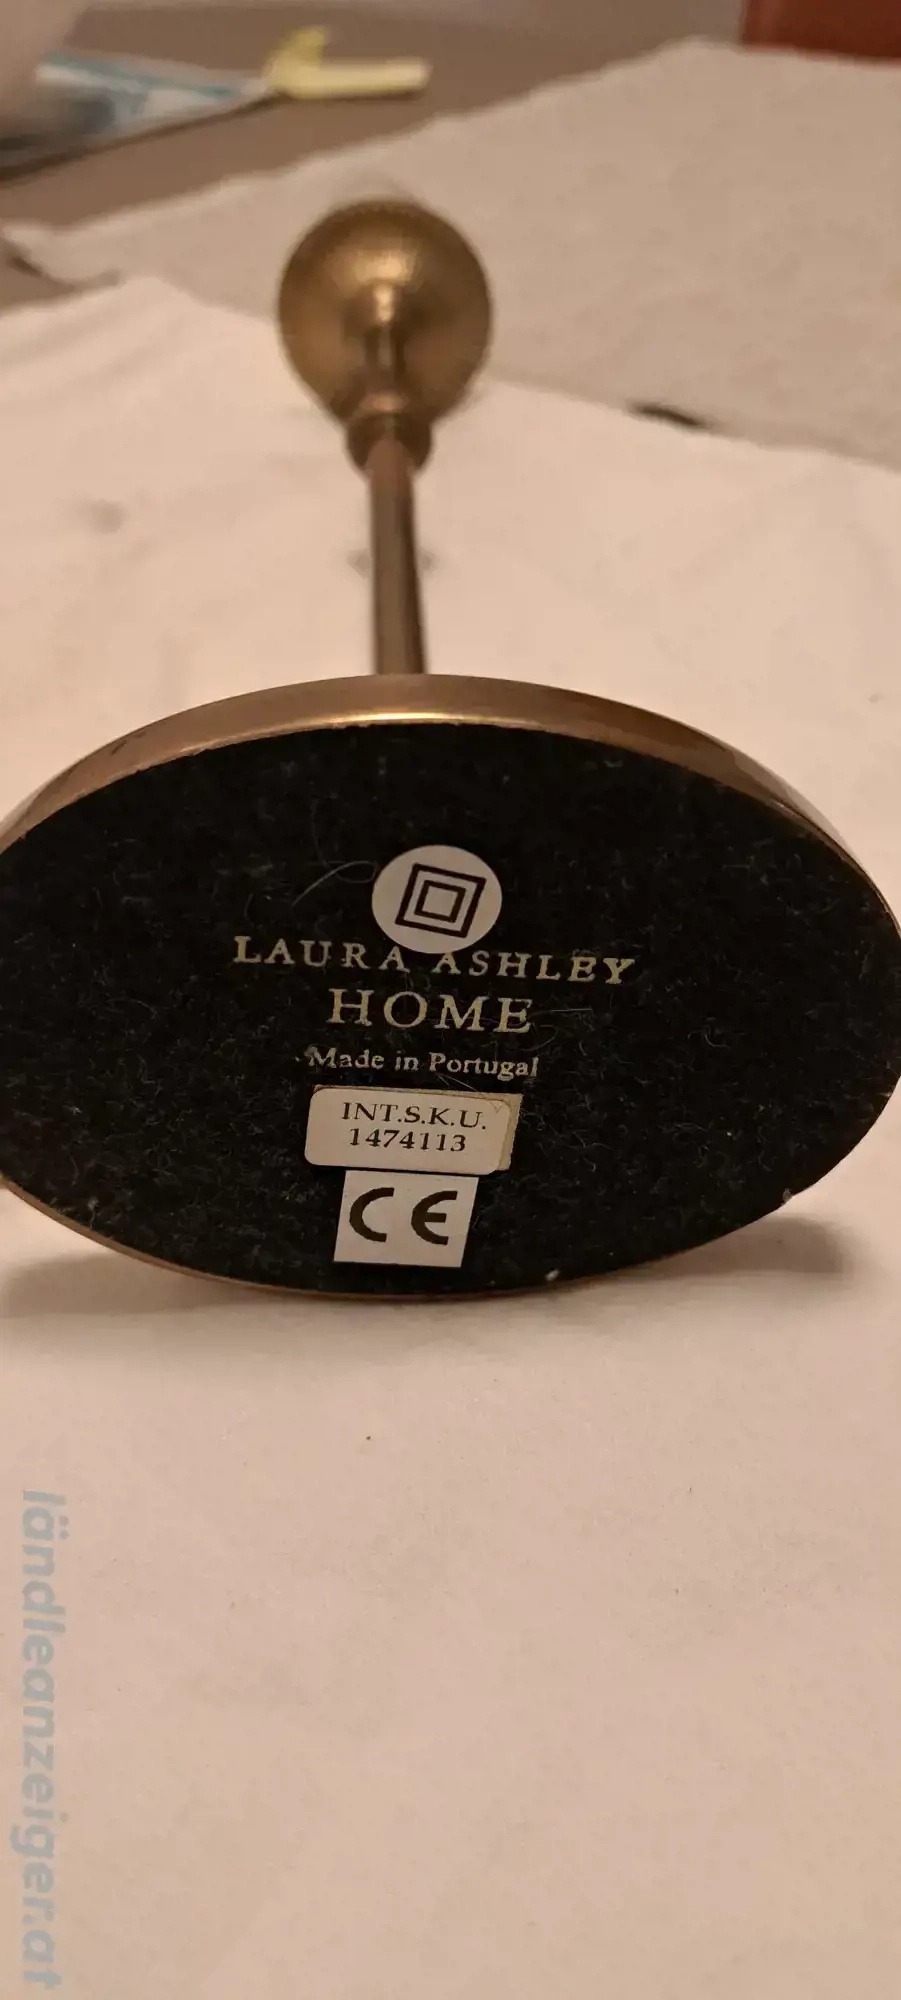 LAURA ASHLEY
HOME
Made in Portugal
INT.S.K.U.
1474113
CE
ländleanzeiger.at